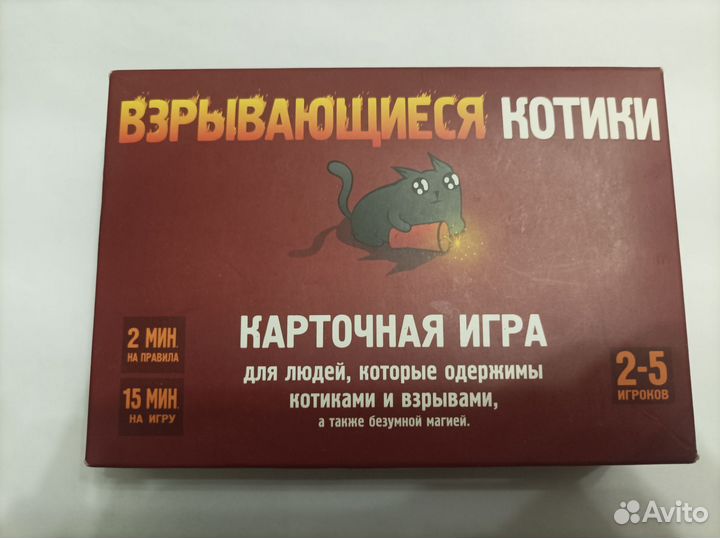 ВЗРЫВАЮЩИЕСЯ КОТИКИ
КАРТОЧНАЯ ИГРА
для людей, которые одержимы
котиками и взрывами,
а также безумной магией.
2 МИН.
НА ПРАВИЛА
15 МИН.
НА ИГРУ
2-5
ИГРОКОВ
Avito